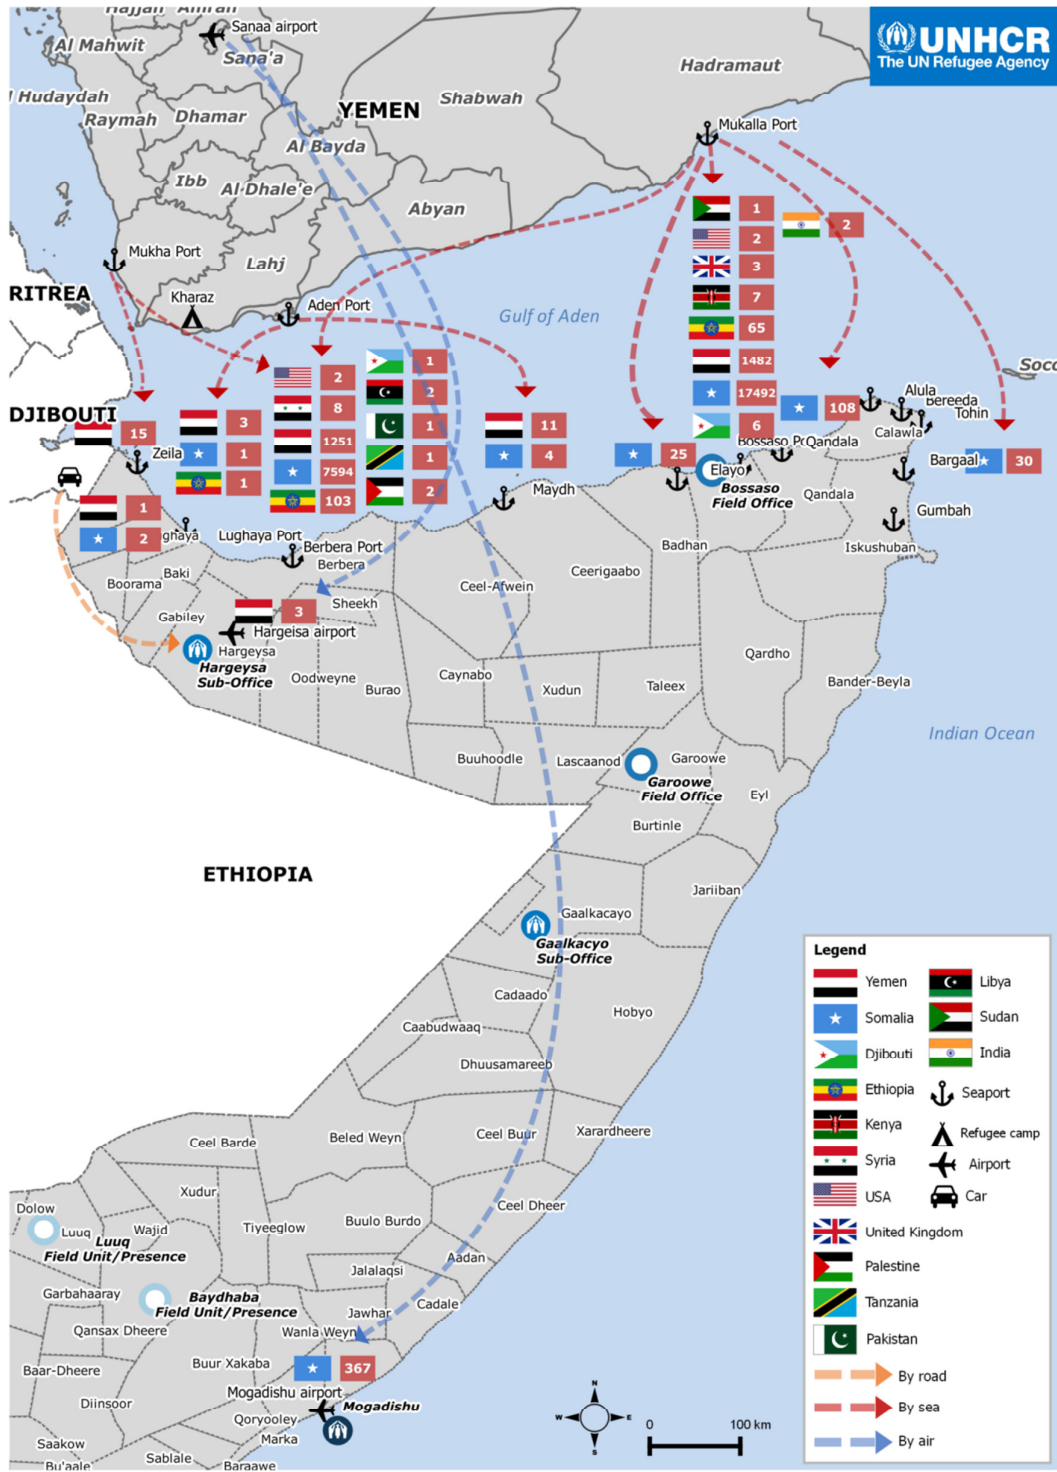 Hajjah Amran
Sanaa airport
Al Mahwit
Sana'a
UNHCR
The UN Refugee Agency
Hadramaut
Shabwah
l Hudaydah
Raymah
Dhamar
YEMEN
Al Bayda
Mukalla Port
Ibb
Al Dhale'e
Abyan
Lahj
Mukha Port
RITREA
Kharaz
Aden Port
Gulf of Aden
Soco
1
2
2
3
7
65
1482
17492
6
108
DJIBOUTI
15
Zeila
3
1
1
2
8
1251
7594
103
1
2
1
1
2
11
4
Maydh
25
Elayo
Bossaso
Qandala
Alula
Bereeda
Tohin
Calawla
Bargaal
30
Gumbah
Iskushuban
Bossaso
Field Office
Qandala
1
2
ghaya
Lughaya Port
Berbera Port
Berbera
Badhan
Boorama
Baki
Gabiley
Sheekh
Ceel-Afwein
Ceerigaabo
3
Hargeisa airport
Hargeysa
Hargeysa
Sub-Office
Oodweyne
Burao
Caynabo
Xudun
Taleex
Qardho
Bander-Beyla
Indian Ocean
Buuhoodle
Lascaanod
Garoowe
Garoowe
Field Office
Eyl
Burtinle
ETHIOPIA
Jariiban
Gaalkacayo
Gaalkacyo
Sub-Office
Cadaado
Caabudwaaq
Hobyo
Dhuusamareeb
Ceel Barde
Beled Weyn
Ceel Buur
Xarardheere
Dolow
Luuq
Luuq
Field Unit/Presence
Xudur
Wajid
Tiyeeglow
Buulo Burdo
Ceel Dheer
Aadan
Jalalaqsi
Garbahaaray
Baydhaba
Field Unit/Presence
Qansax Dheere
Jawhar
Cadale
Wanla Weyn
Baar-Dheere
Buur Xakaba
367
Diinsoor
Mogadishu airport
Mogadishu
Qoryooley
Marka
Saakow
Sablale
Bu'aale
Baraawe
N
W
E
S
0
100 km
Legend
Yemen
Somalia
Djibouti
Ethiopia
Kenya
Syria
USA
United Kingdom
Palestine
Tanzania
Pakistan
Libya
Sudan
India
Seaport
Refugee camp
Airport
Car
By road
By sea
By air